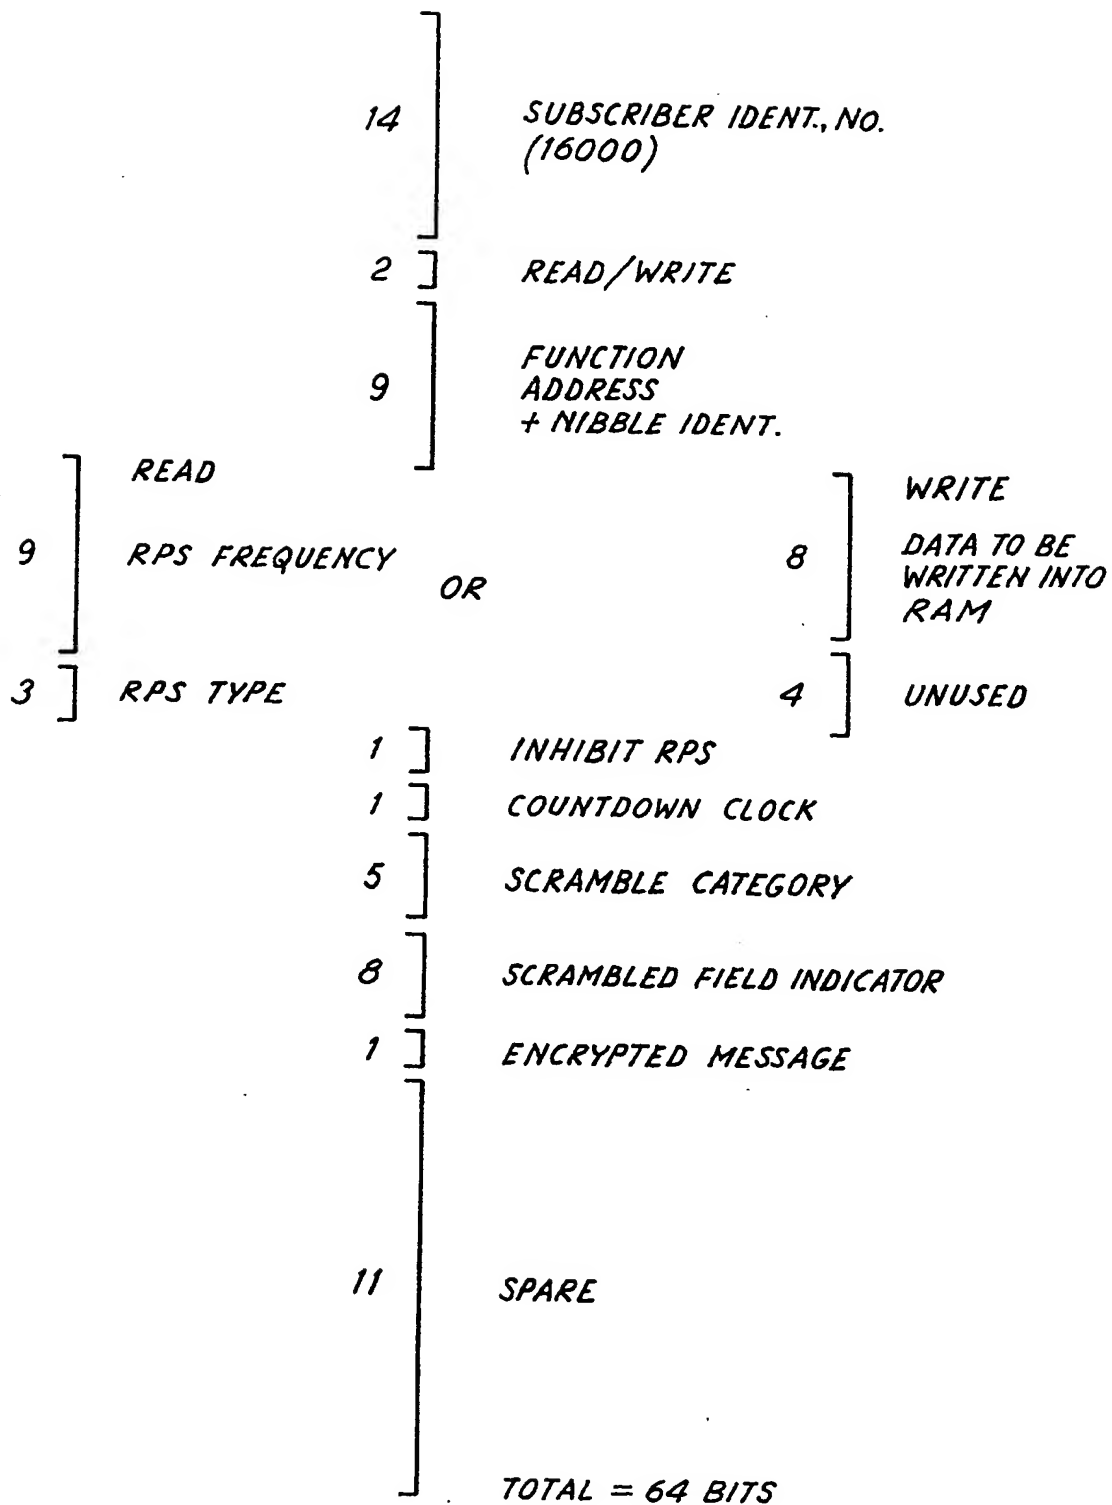 14 SUBSCRIBER IDENT., NO.
(16000)
2 READ/WRITE
9 FUNCTION
ADDRESS
+ NIBBLE IDENT.
READ
9 RPS FREQUENCY
3 RPS TYPE
OR
WRITE
8 DATA TO BE
WRITTEN INTO
RAM
4 UNUSED
1 INHIBIT RPS
1 COUNTDOWN CLOCK
5 SCRAMBLE CATEGORY
8 SCRAMBLED FIELD INDICATOR
1 ENCRYPTED MESSAGE
11 SPARE
TOTAL = 64 BITS